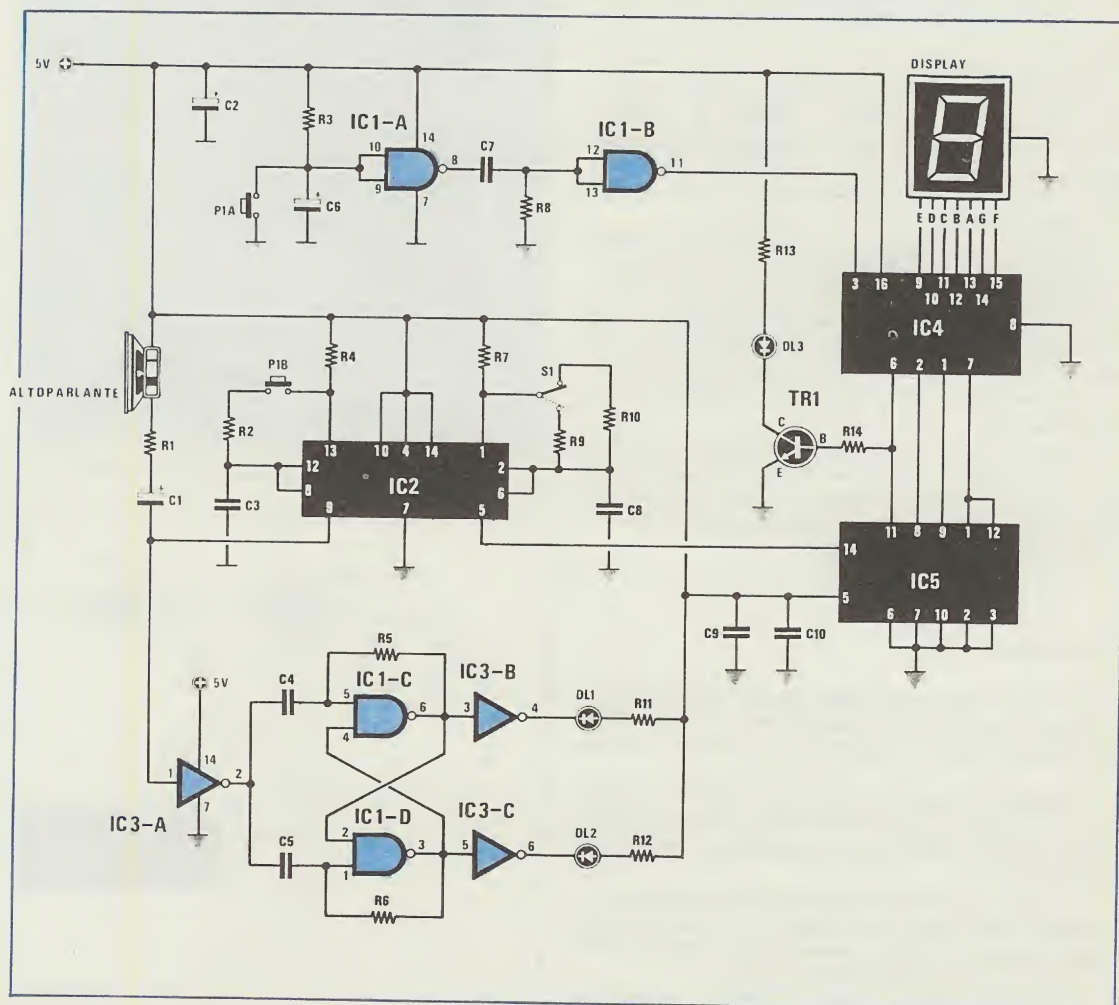 5V
C2
R3
IC1-A
14
10
9
8
7
P1A
C6
C7
R8
IC1-B
12
13
11
DISPLAY
E D C B A G F
R13
3 16 9 11 13 15
10 12 14
IC4
8
6 2 1 7
DL3
TR1
C
B
E
R14
ALTOPARLANTE
R1
C1
P1B
R2
C3
R4
R7
S1
R10
R9
C8
13 10 4 14 1
12
8
2
6
IC2
9 7 5
11 8 9 1 12
14
5
IC5
6 7 10 2 3
C9
C10
5V
1
14
2
7
IC3-A
C4
C5
R5
IC1-C
5
4
6
IC3-B
3
4
DL1
R11
IC1-D
2
1
3
R6
IC3-C
5
6
DL2
R12